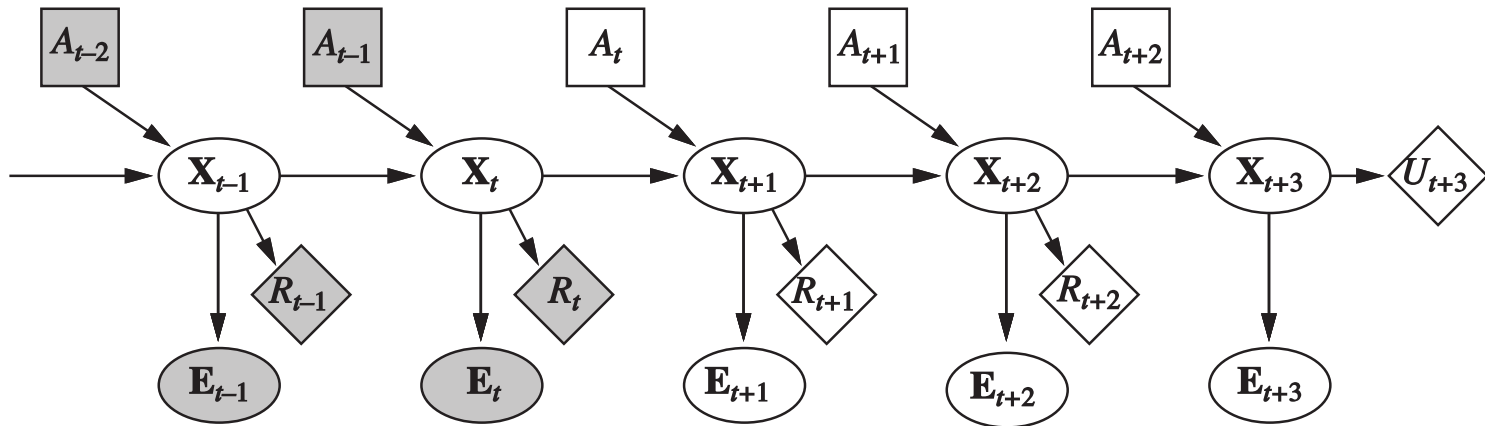 A_{t–2} A_{t–1} A_t A_{t+1} A_{t+2}
X_{t–1} X_t X_{t+1} X_{t+2} X_{t+3} U_{t+3}
R_{t–1} R_t R_{t+1} R_{t+2}
E_{t–1} E_t E_{t+1} E_{t+2} E_{t+3}